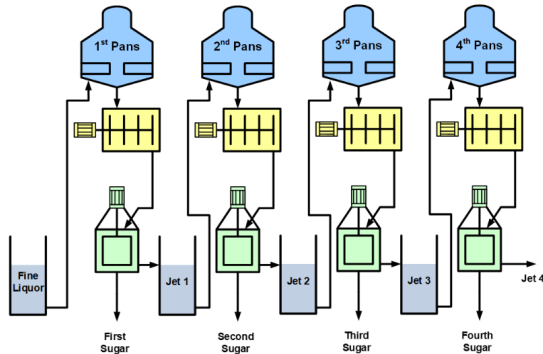 1st Pans
2nd Pans
3rd Pans
4th Pans
Fine
Liquor
Jet 1
Jet 2
Jet 3
Jet 4
First
Sugar
Second
Sugar
Third
Sugar
Fourth
Sugar